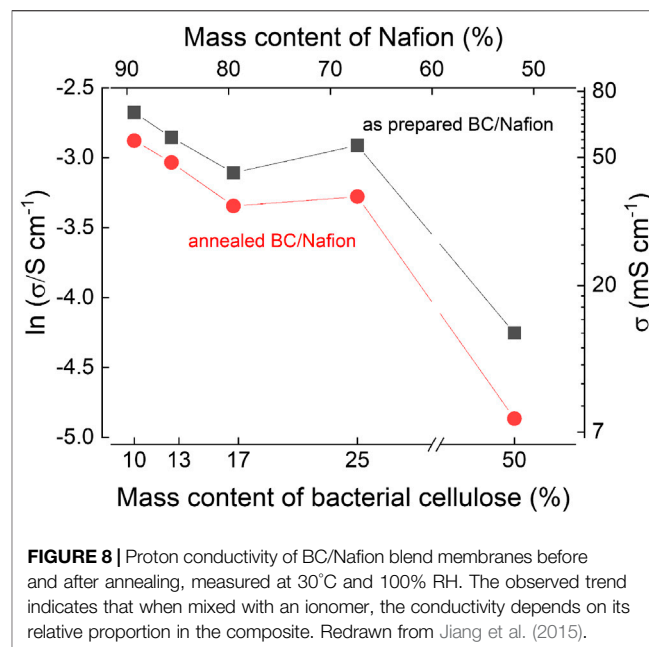 Mass content of Nafion (%)
90 80 70 60 50
-2.5
-3.0
-3.5
-4.0
-4.5
-5.0
ln (σ/S cm⁻¹)
as prepared BC/Nafion
annealed BC/Nafion
80
50
20
7
σ (mS cm⁻¹)
10 13 17 25 50
Mass content of bacterial cellulose (%)
FIGURE 8 | Proton conductivity of BC/Nafion blend membranes before
and after annealing, measured at 30°C and 100% RH. The observed trend
indicates that when mixed with an ionomer, the conductivity depends on its
relative proportion in the composite. Redrawn from Jiang et al. (2015).